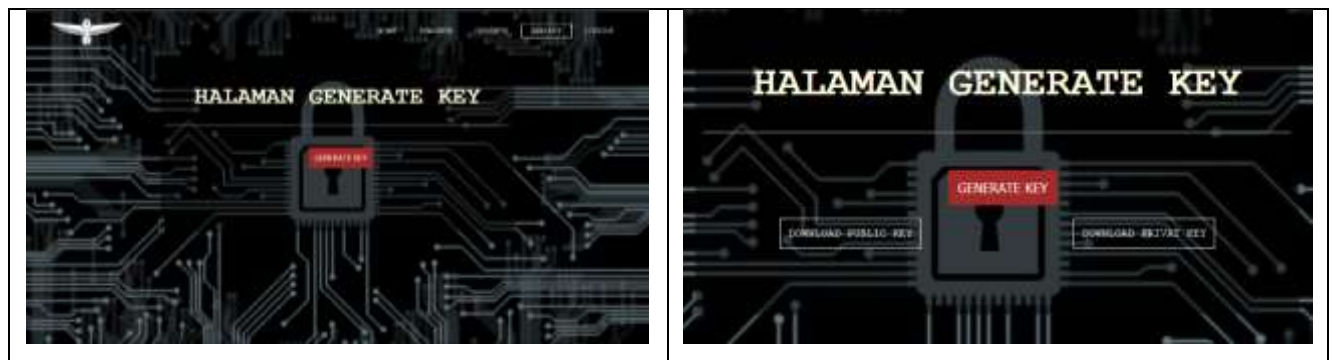 HALAMAN GENERATE KEY
GENERATE KEY
HALAMAN GENERATE KEY
GENERATE KEY
DOWNLOAD PUBLIC KEY
DOWNLOAD PRIVAT KEY